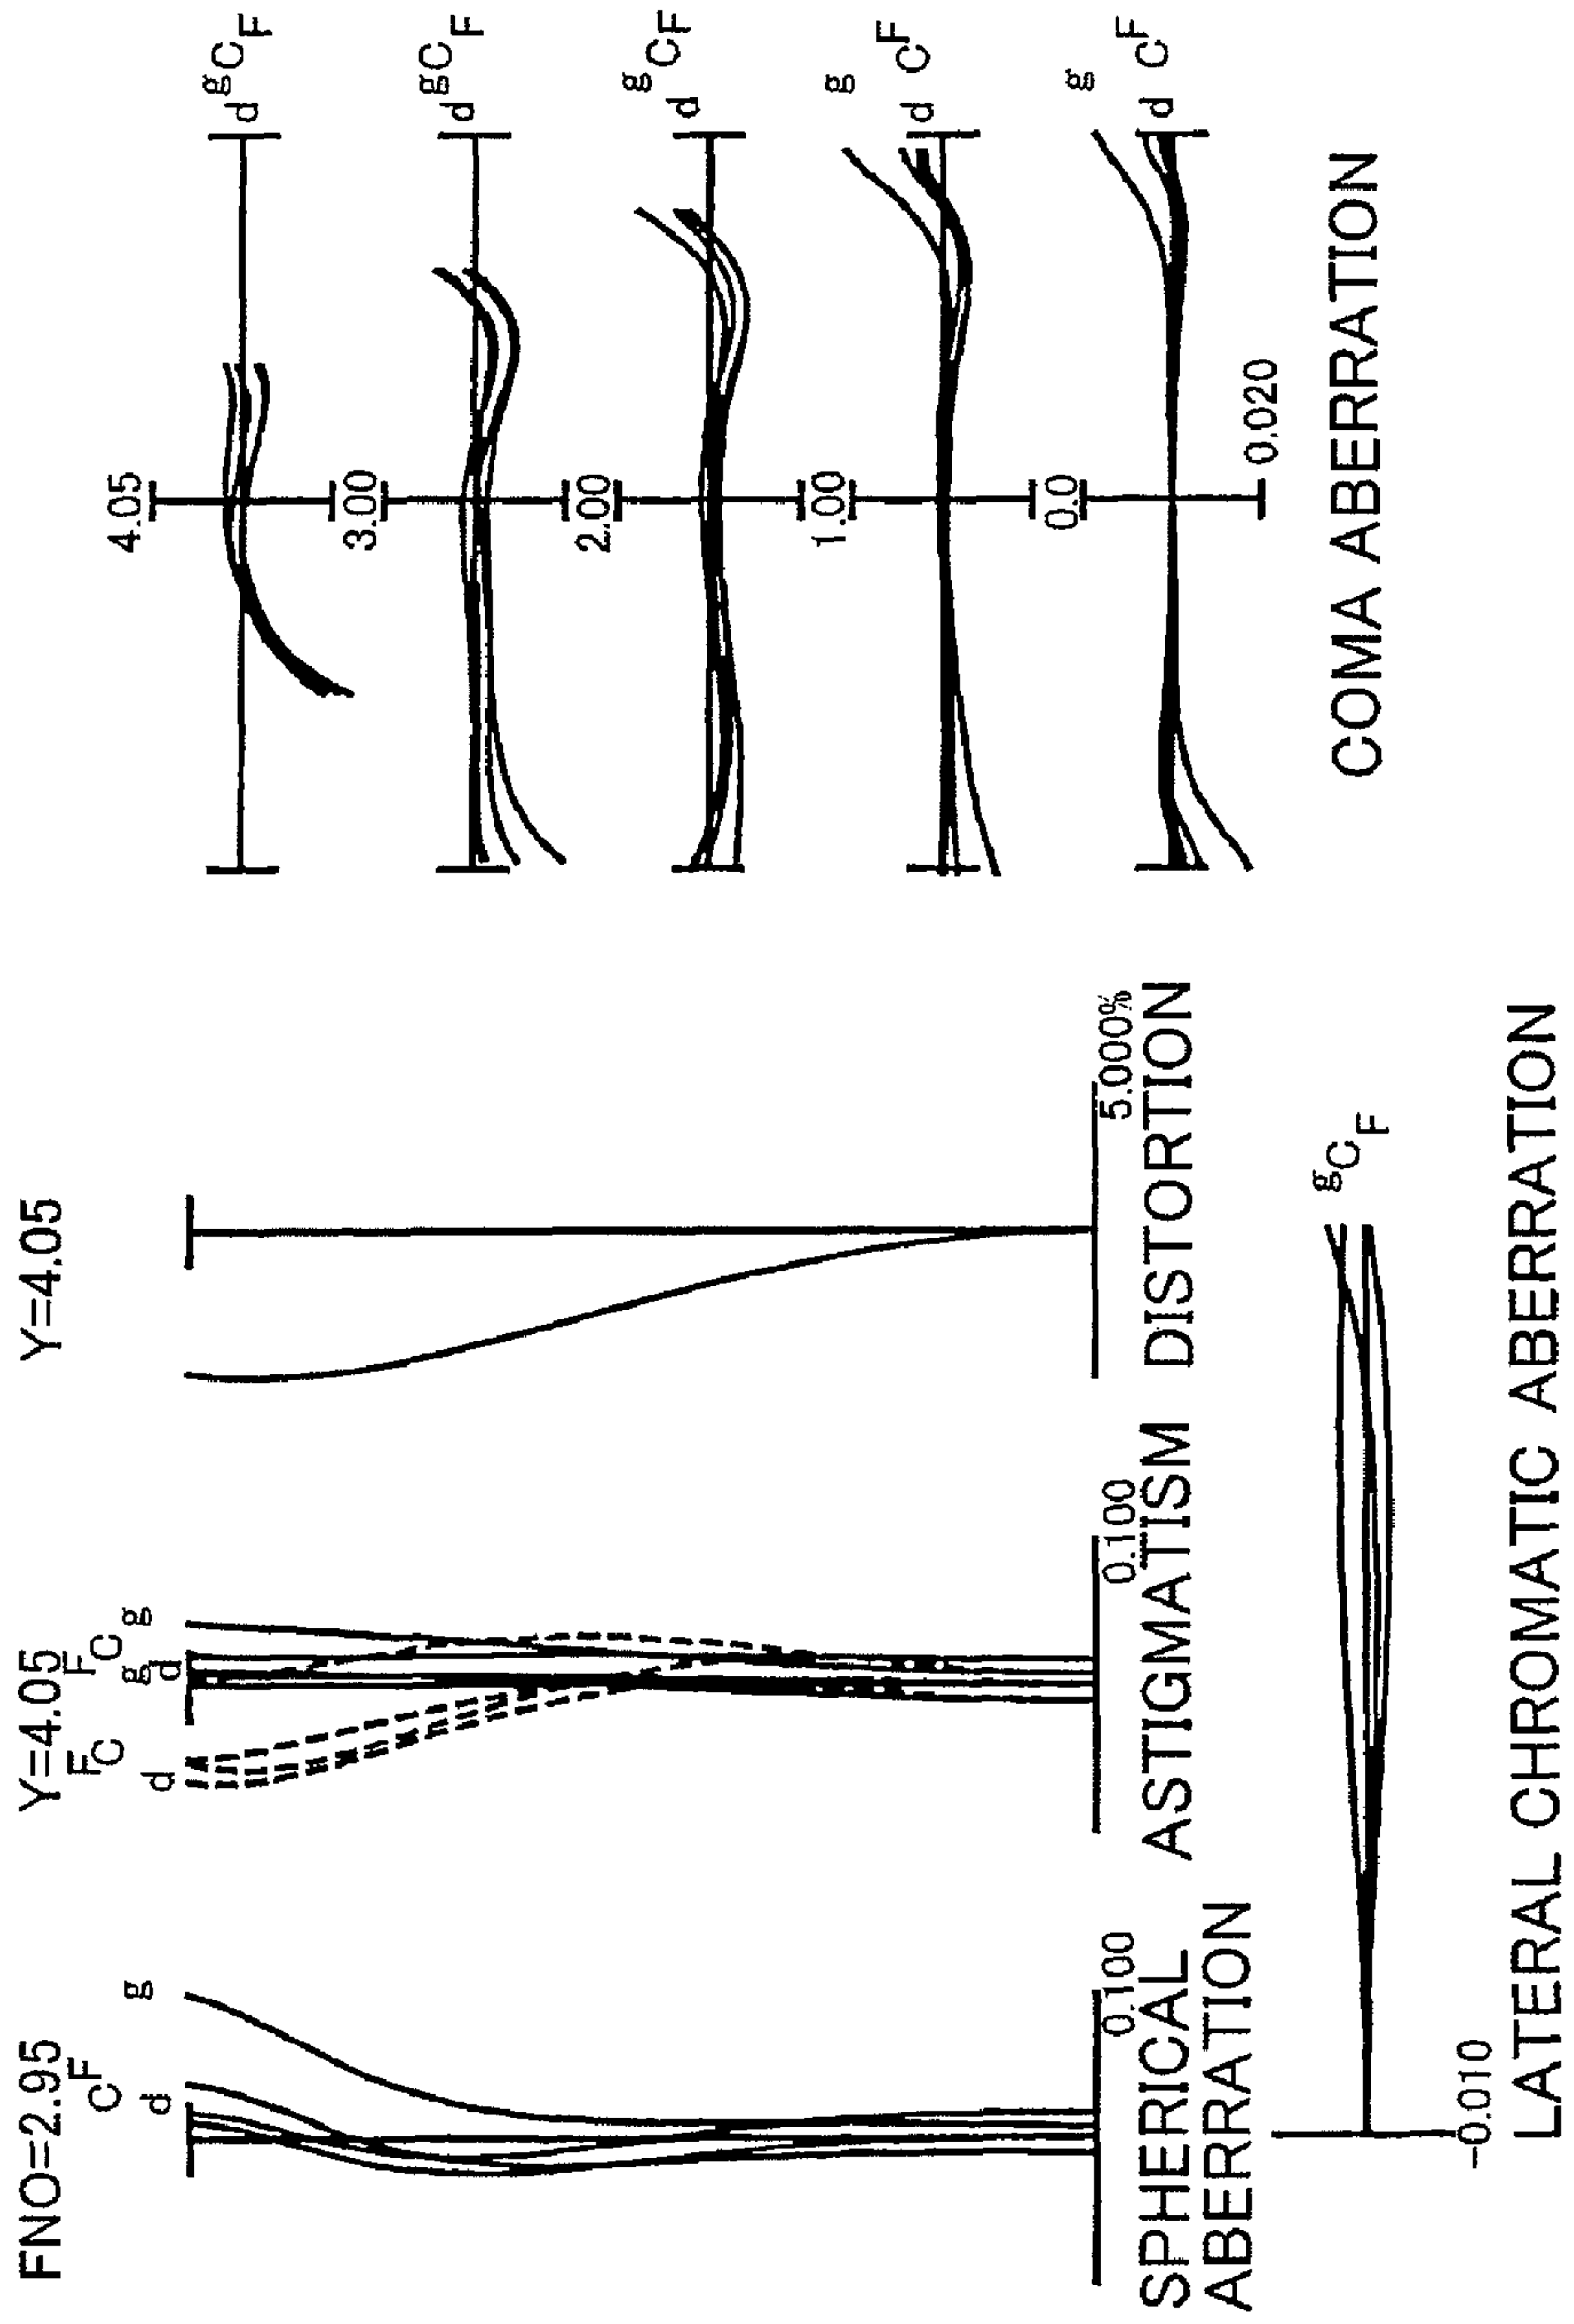 FNO=2.95
C F
d
g
0.100
SPHERICAL
ABERRATION
Y=4.05
F C
d
F C
g
d
g
0.100
ASTIGMATISM
Y=4.05
5.000%
DISTORTION
4.05
d g C F
3.00
d g C F
2.00
d g C F
1.00
d g C F
0.0
d g C F
0.020
COMA ABERRATION
g C F
-0.010
LATERAL CHROMATIC ABERRATION